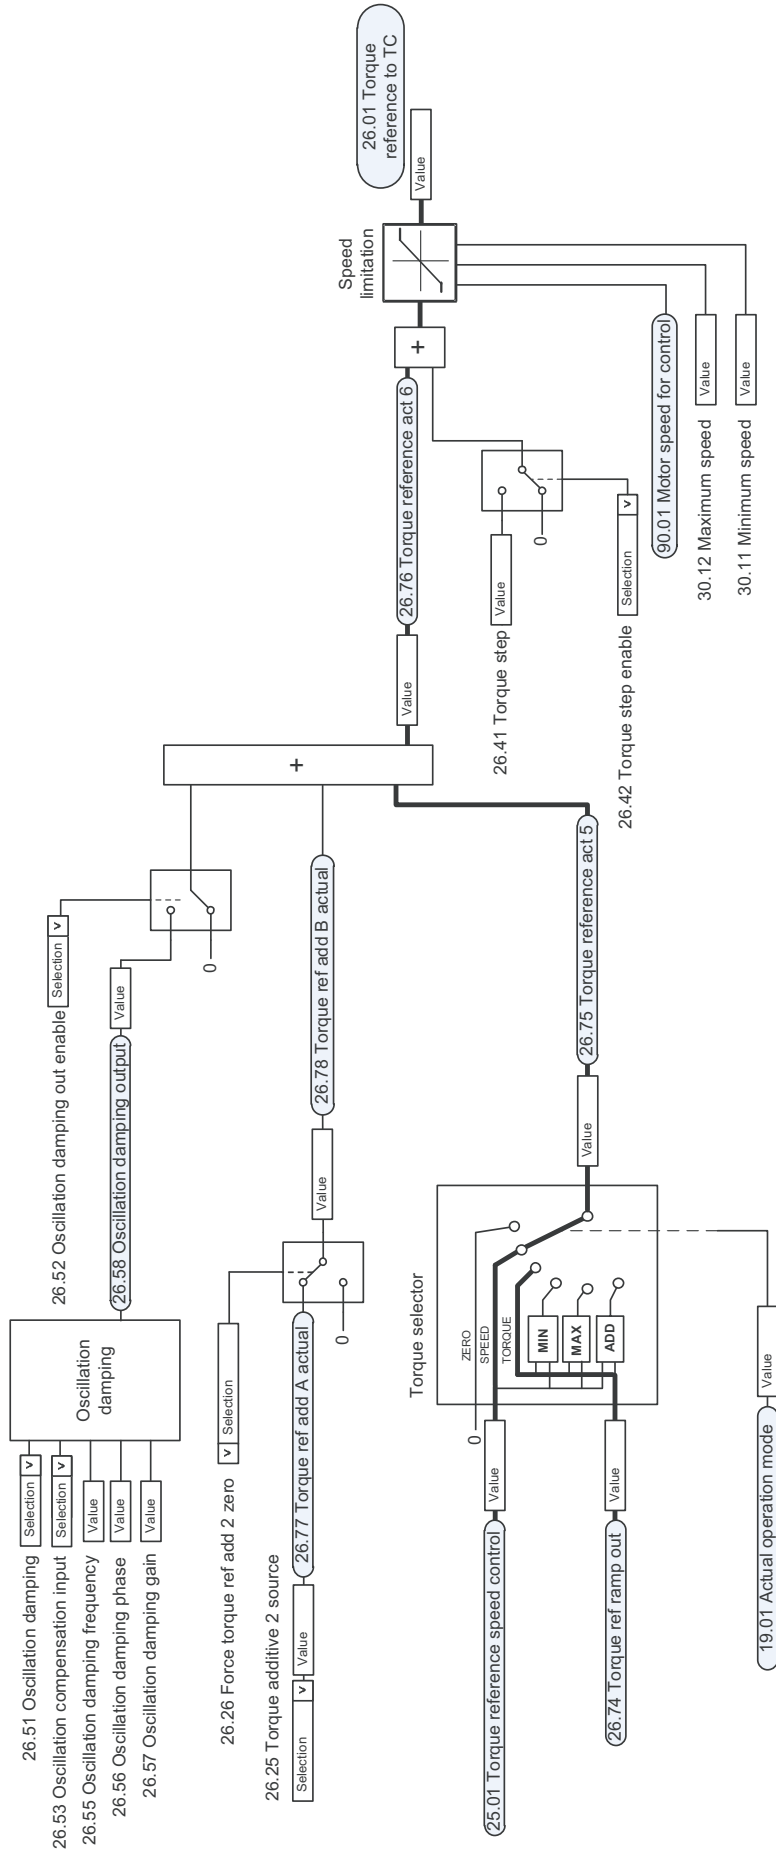 26.51 Oscillation damping
Selection
v
26.53 Oscillation compensation input
Selection
v
26.55 Oscillation damping frequency
Value
26.56 Oscillation damping phase
Value
26.57 Oscillation damping gain
Value
Oscillation
damping
26.52 Oscillation damping out enable
Selection
v
26.58 Oscillation damping output
Value
0
26.26 Force torque ref add 2 zero
v
Selection
26.25 Torque additive 2 source
Selection
v
Value
26.77 Torque ref add A actual
0
Value
26.78 Torque ref add B actual
+
Torque selector
0
ZERO
SPEED
TORQUE
MIN
MAX
ADD
25.01 Torque reference speed control
Value
26.74 Torque ref ramp out
Value
19.01 Actual operation mode
Value
Value
26.75 Torque reference act 5
Value
26.76 Torque reference act 6
26.41 Torque step
Value
0
26.42 Torque step enable
Selection
v
+
Speed
limitation
90.01 Motor speed for control
30.12 Maximum speed
Value
30.11 Minimum speed
Value
Value
26.01 Torque
reference to TC